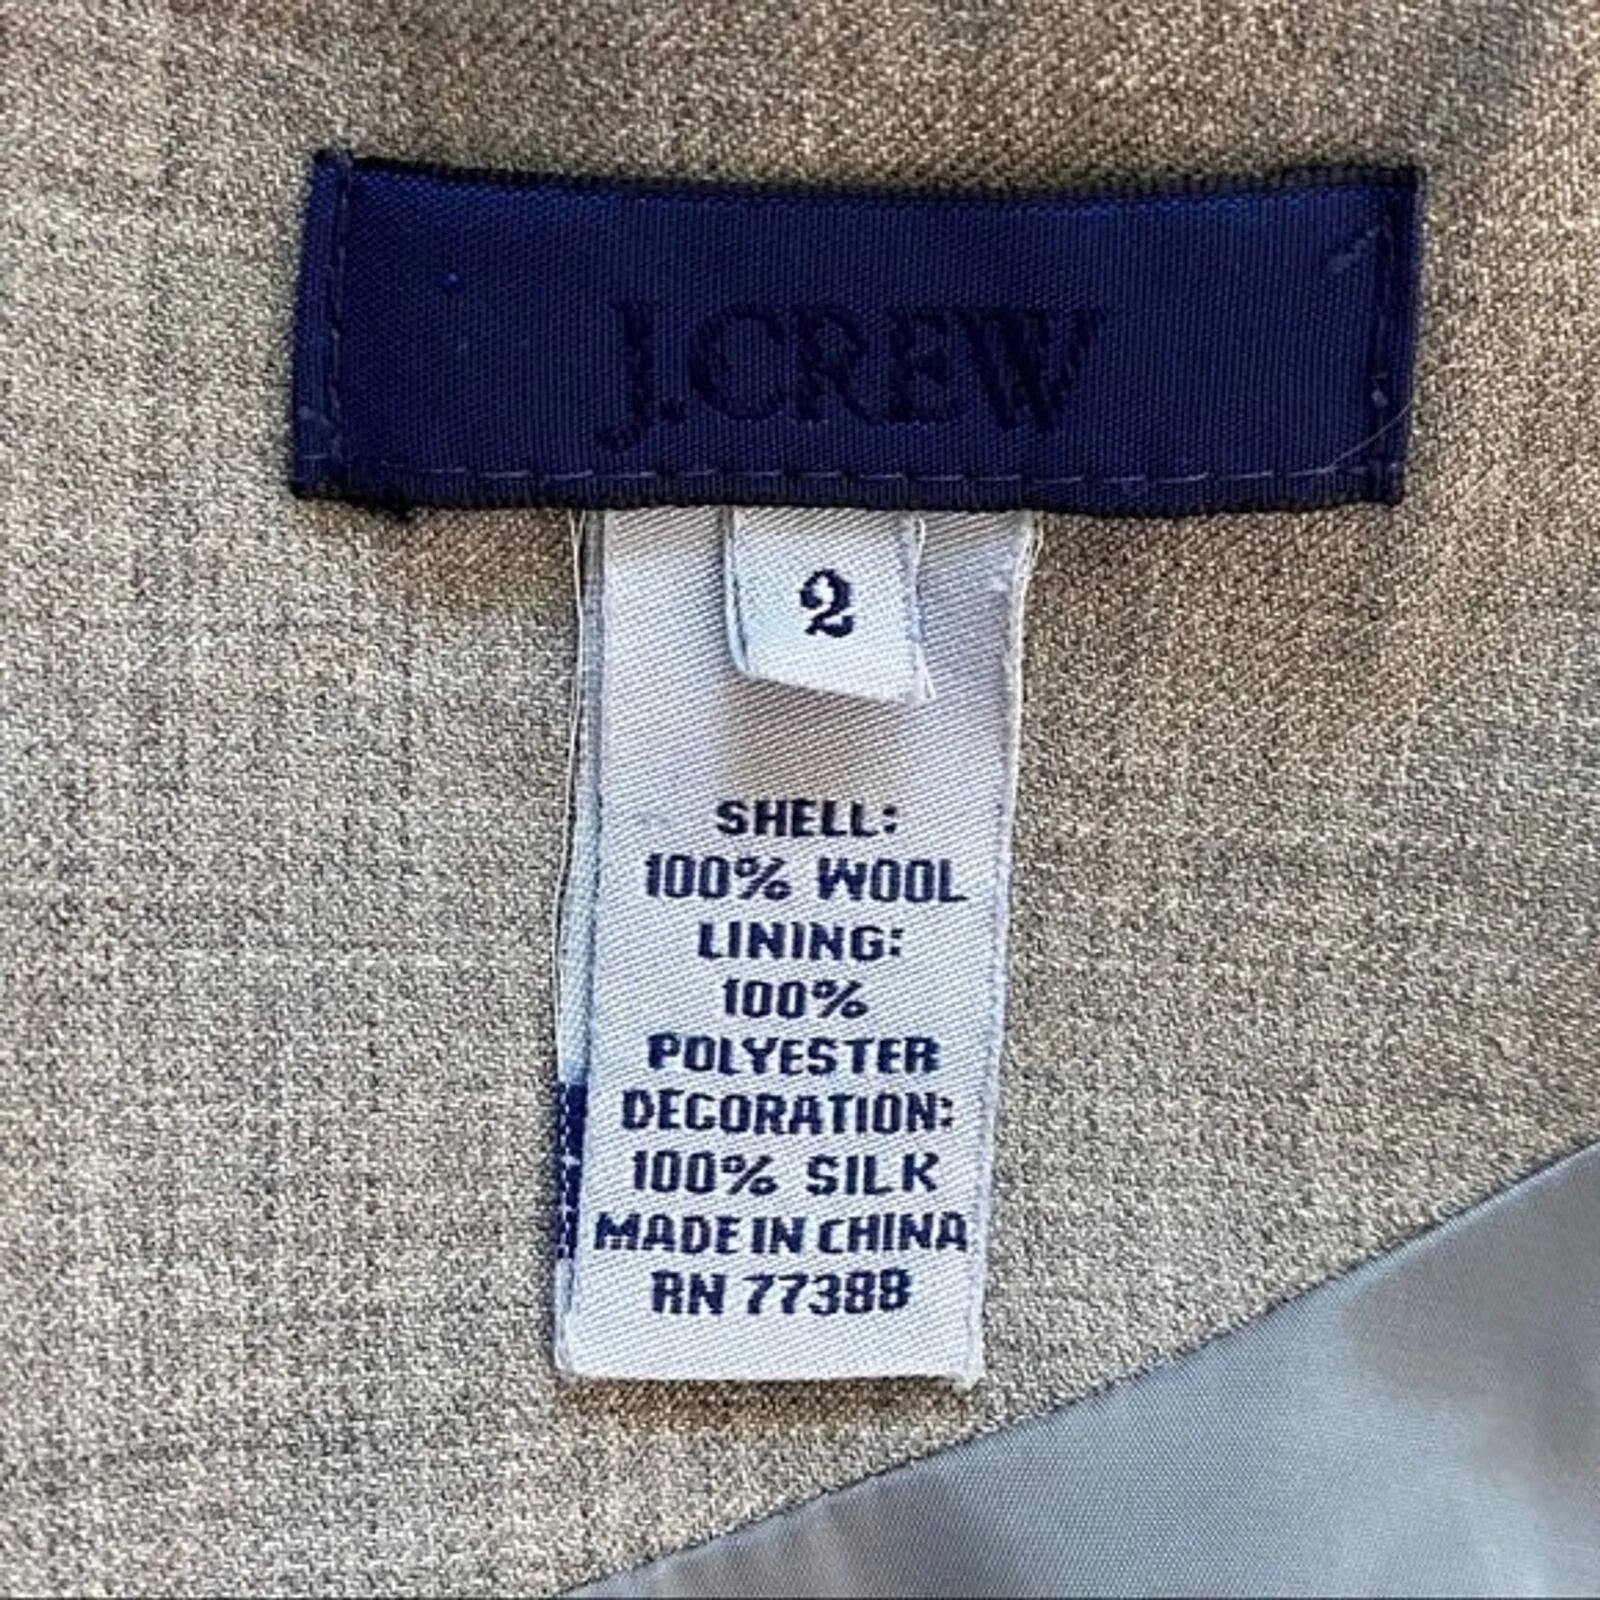 J.CREW
2
SHELL:
100% WOOL
LINING:
100%
POLYESTER
DECORATION:
100% SILK
MADE IN CHINA
RN 77388